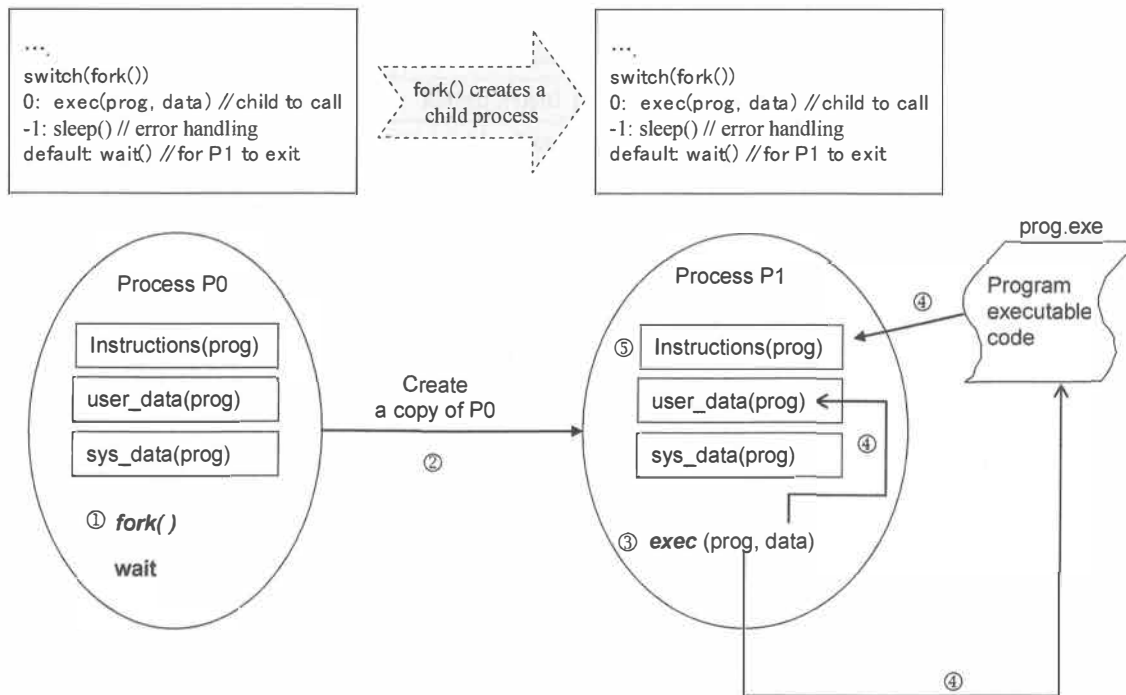 ….
switch(fork())
0: exec(prog, data) //child to call
-1: sleep() // error handling
default: wait() //for P1 to exit
fork() creates a
child process
….
switch(fork())
0: exec(prog, data) //child to call
-1: sleep() // error handling
default: wait() //for P1 to exit
Process P0
Instructions(prog)
user_data(prog)
sys_data(prog)
① fork( )
wait
Create
a copy of P0
②
Process P1
⑤ Instructions(prog)
user_data(prog)
④
sys_data(prog)
③ exec (prog, data)
prog.exe
④
Program
executable
code
④